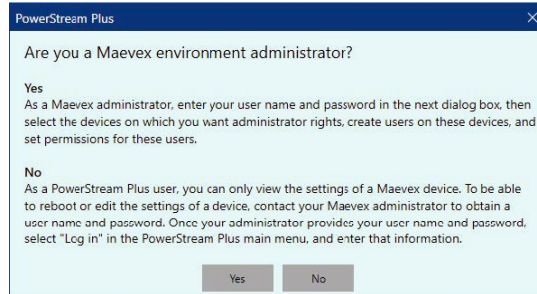 PowerStream Plus
Are you a Maevex environment administrator?
Yes
As a Maevex administrator, enter your user name and password in the next dialog box, then
select the devices on which you want administrator rights, create users on these devices, and
set permissions for these users.
No
As a PowerStream Plus user, you can only view the settings of a Maevex device. To be able
to reboot or edit the settings of a device, contact your Maevex administrator to obtain a
user name and password. Once your administrator provides your user name and password,
select "Log in" in the PowerStream Plus main menu, and enter that information.
Yes No